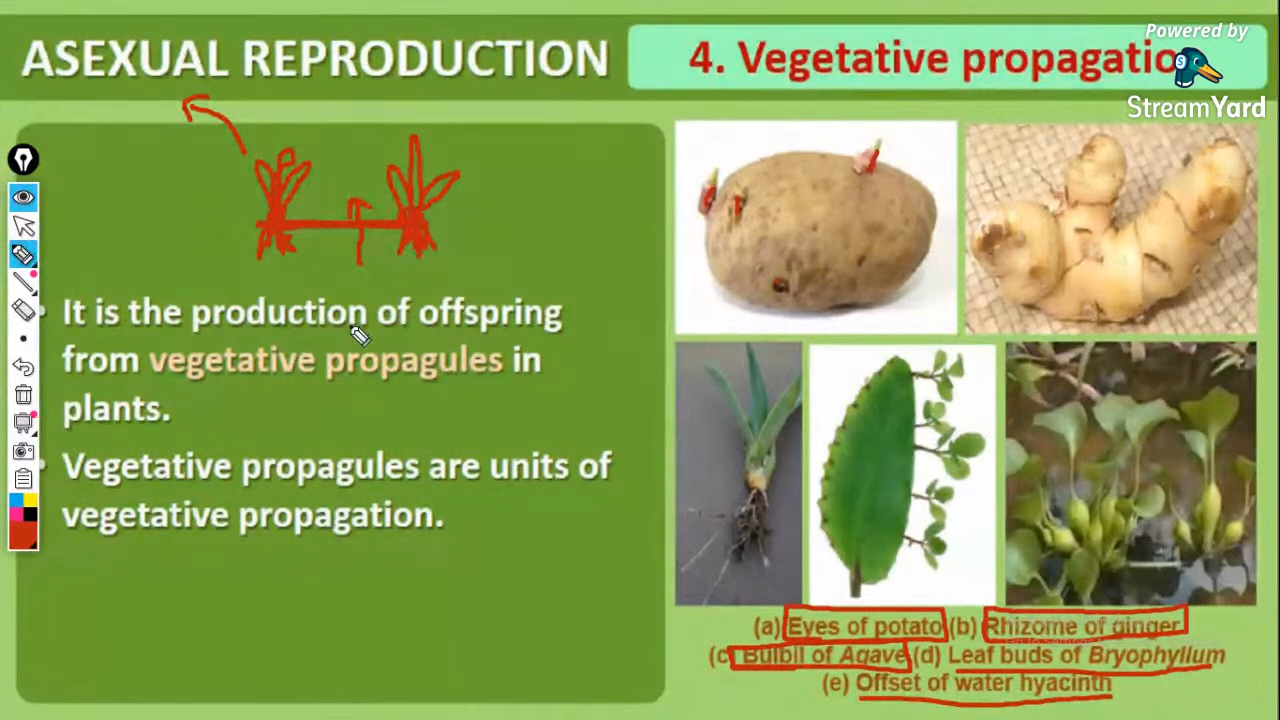 ASEXUAL REPRODUCTION
4. Vegetative propagatio
Powered by
StreamYard
• It is the production of offspring
from vegetative propagules in
plants.
• Vegetative propagules are units of
vegetative propagation.
(a) Eyes of potato (b) Rhizome of ginger
(c) Bulbil of Agave (d) Leaf buds of Bryophyllum
(e) Offset of water hyacinth